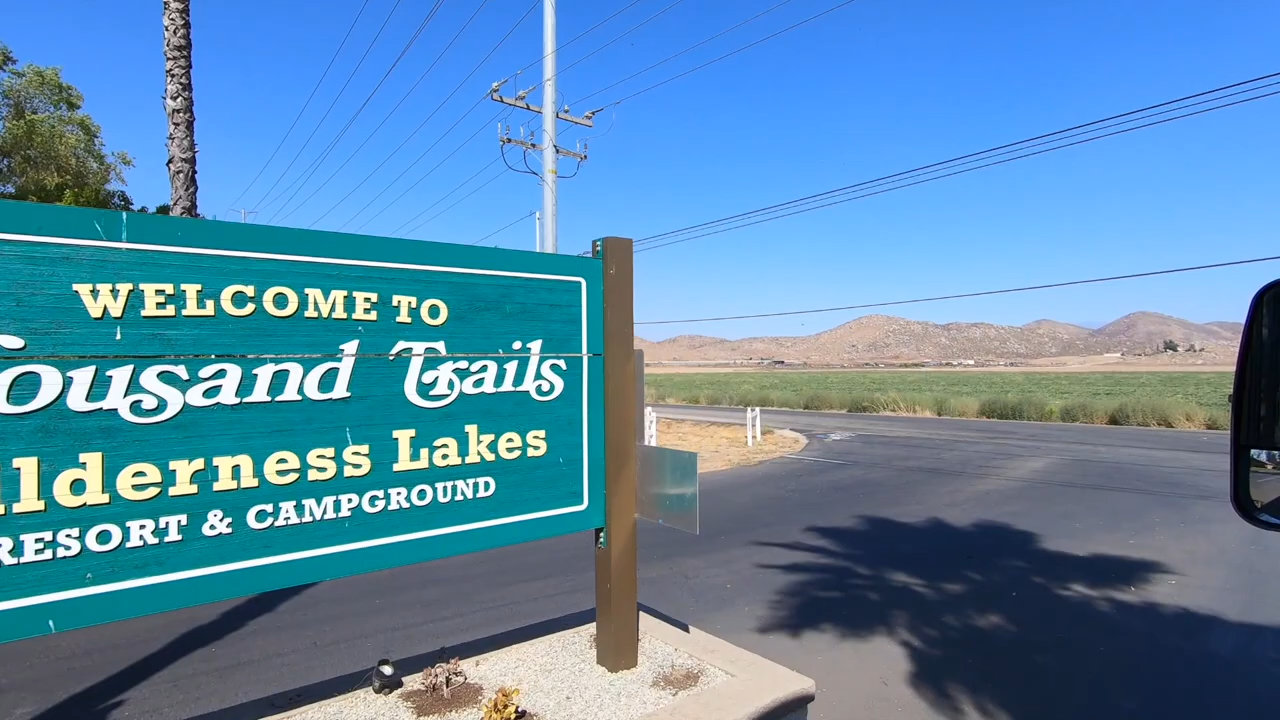 WELCOME TO
ousand Trails
ilderness Lakes
RESORT & CAMPGROUND